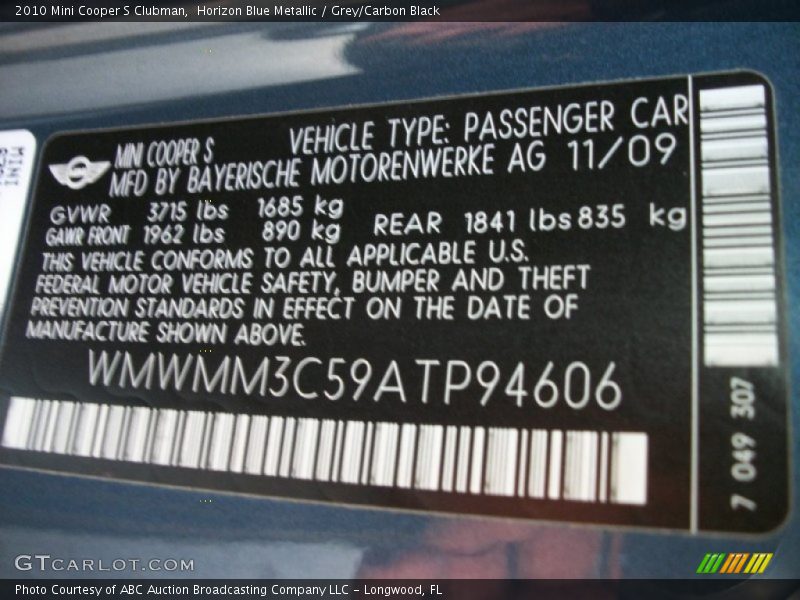 2010 Mini Cooper S Clubman,  Horizon Blue Metallic / Grey/Carbon Black
MINI COOPER S
VEHICLE TYPE: PASSENGER CAR
MFD BY BAYERISCHE MOTORENWERKE AG 11/09
GVWR 3715 lbs 1685 kg
GAWR FRONT 1962 lbs 890 kg REAR 1841 lbs 835 kg
THIS VEHICLE CONFORMS TO ALL APPLICABLE U.S.
FEDERAL MOTOR VEHICLE SAFETY, BUMPER AND THEFT
PREVENTION STANDARDS IN EFFECT ON THE DATE OF
MANUFACTURE SHOWN ABOVE.
WMWMM3C59ATP94606
7 049 307
MINI
GTCARLOT.COM
Photo Courtesy of ABC Auction Broadcasting Company LLC - Longwood, FL